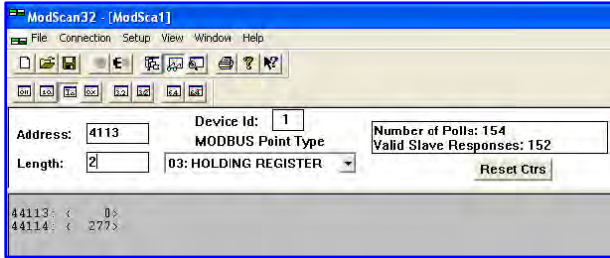 ModScan32 - [ModSca1]
File Connection Setup View Window Help
Device Id: 1
Address: 4113
MODBUS Point Type
Length: 2
03: HOLDING REGISTER
Number of Polls: 154
Valid Slave Responses: 152
Reset Ctrs
44113: < 0>
44114: < 277>